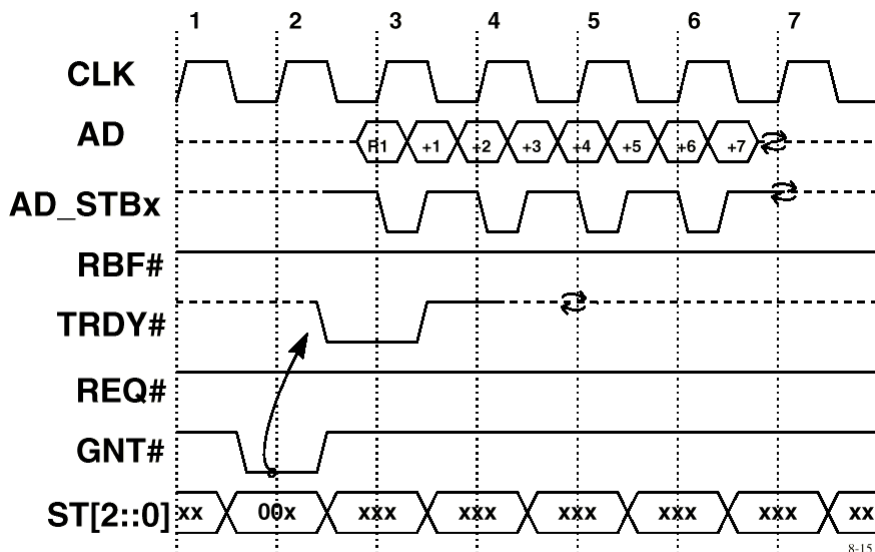 1 2 3 4 5 6 7
CLK
AD R1 +1 +2 +3 +4 +5 +6 +7
AD_STBx
RBF#
TRDY#
REQ#
GNT#
ST[2::0] xx 00x xxx xxx xxx xxx xxx xx
8-15